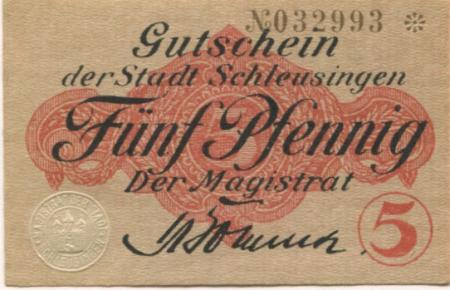 №032993 ※
Gutschein
der Stadt Schleusingen
Fünf Pfennig
Der Magistrat
5